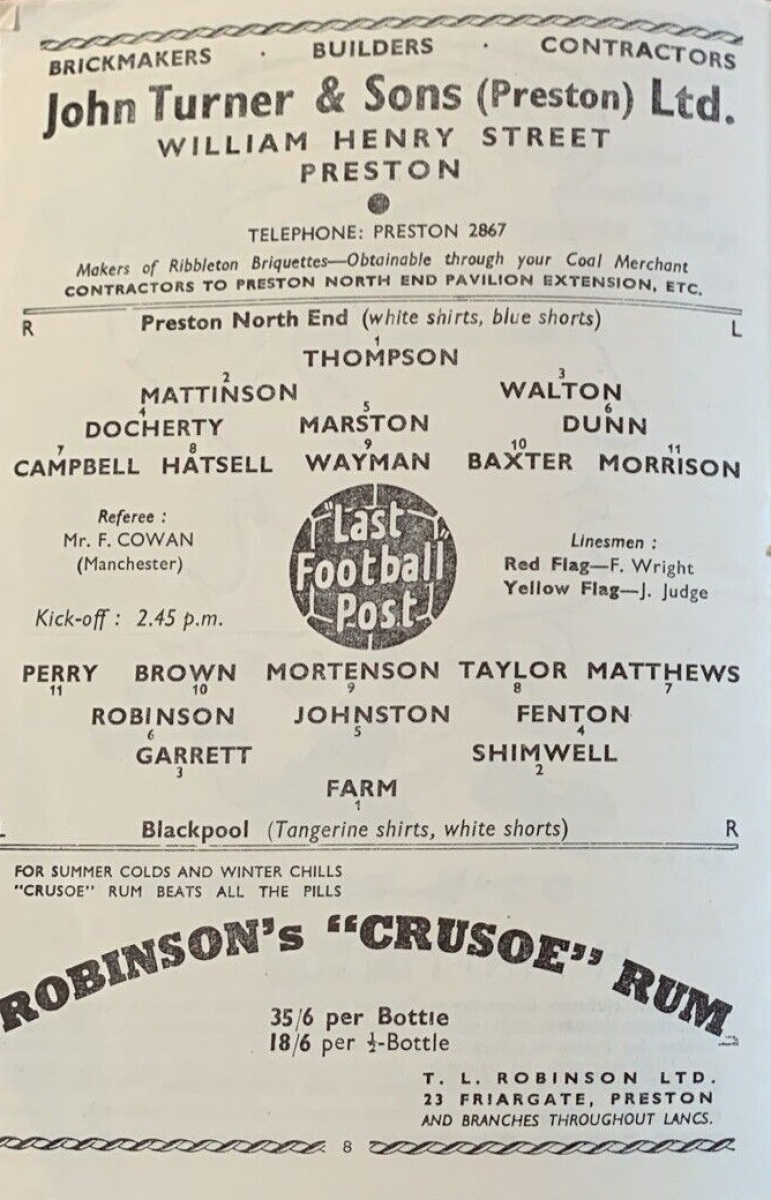 BRICKMAKERS · BUILDERS · CONTRACTORS
John Turner & Sons (Preston) Ltd.
WILLIAM HENRY STREET
PRESTON
TELEPHONE: PRESTON 2867
Makers of Ribbleton Briquettes—Obtainable through your Coal Merchant
CONTRACTORS TO PRESTON NORTH END PAVILION EXTENSION, ETC.
R Preston North End (white shirts, blue shorts) L
1
THOMPSON
2 3
MATTINSON WALTON
4 5 6
DOCHERTY MARSTON DUNN
7 8 9 10 11
CAMPBELL HATSELL WAYMAN BAXTER MORRISON
Referee :
Mr. F. COWAN
(Manchester)
Kick-off : 2.45 p.m.
"Last
Football
Post"
Linesmen :
Red Flag—F. Wright
Yellow Flag—J. Judge
PERRY BROWN MORTENSON TAYLOR MATTHEWS
11 10 9 8 7
ROBINSON JOHNSTON FENTON
6 5 4
GARRETT SHIMWELL
3 2
FARM
1
L Blackpool (Tangerine shirts, white shorts) R
FOR SUMMER COLDS AND WINTER CHILLS
"CRUSOE" RUM BEATS ALL THE PILLS
ROBINSON's "CRUSOE" RUM
35/6 per Bottle
18/6 per ½-Bottle
T. L. ROBINSON LTD.
23 FRIARGATE, PRESTON
AND BRANCHES THROUGHOUT LANCS.
8